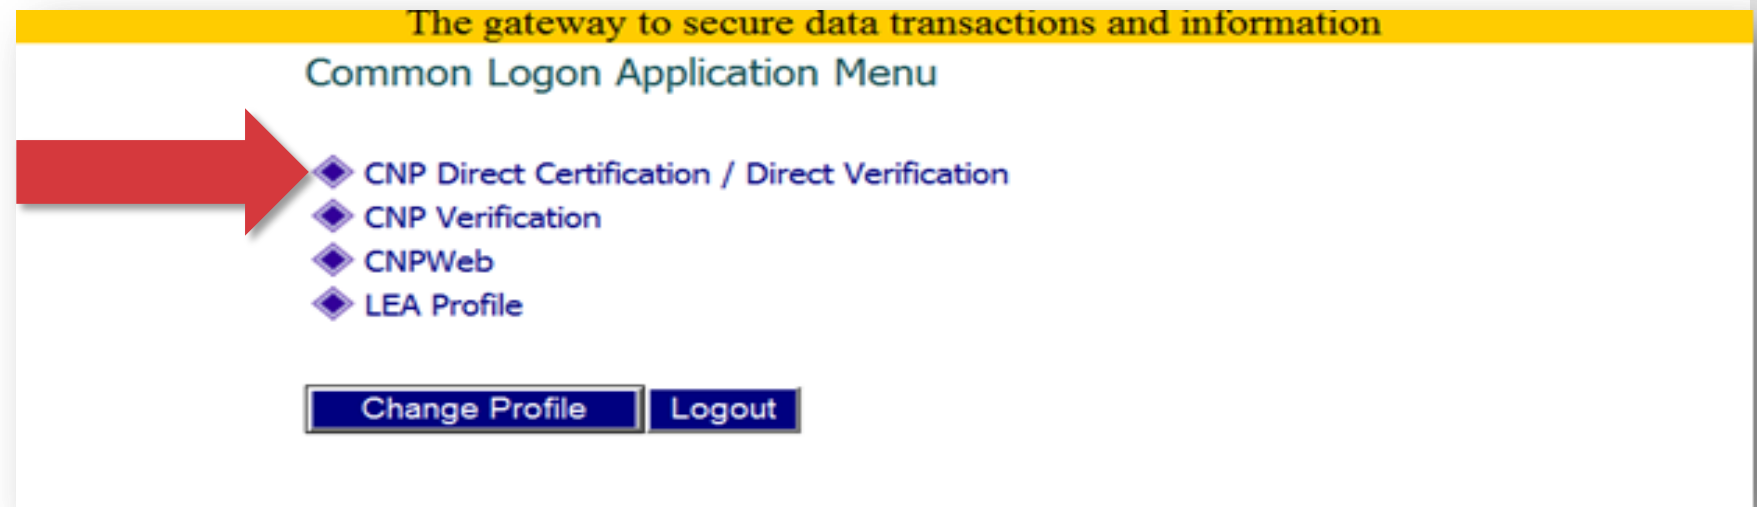 The gateway to secure data transactions and information
Common Logon Application Menu
CNP Direct Certification / Direct Verification
CNP Verification
CNPWeb
LEA Profile
Change Profile Logout